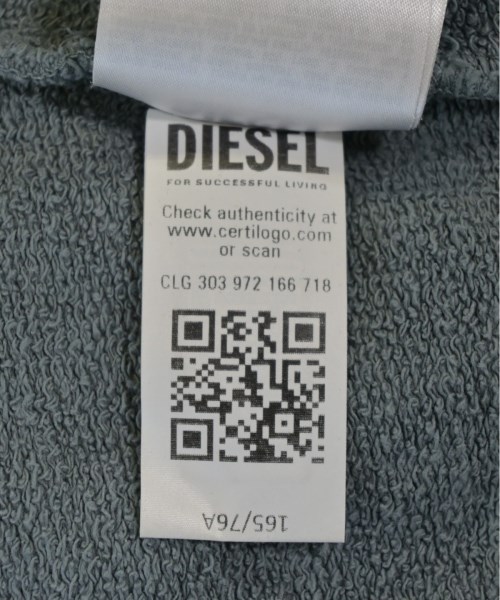 DIESEL
FOR SUCCESSFUL LIVING
Check authenticity at
www.certilogo.com
or scan
CLG 303 972 166 718
165/76A